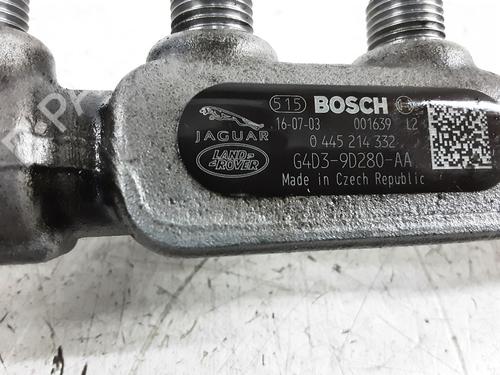 515 BOSCH
16-07-03 001639 L2
JAGUAR
0 445 214 332
LAND ROVER
G4D3-9D280-AA
Made in Czech Republic